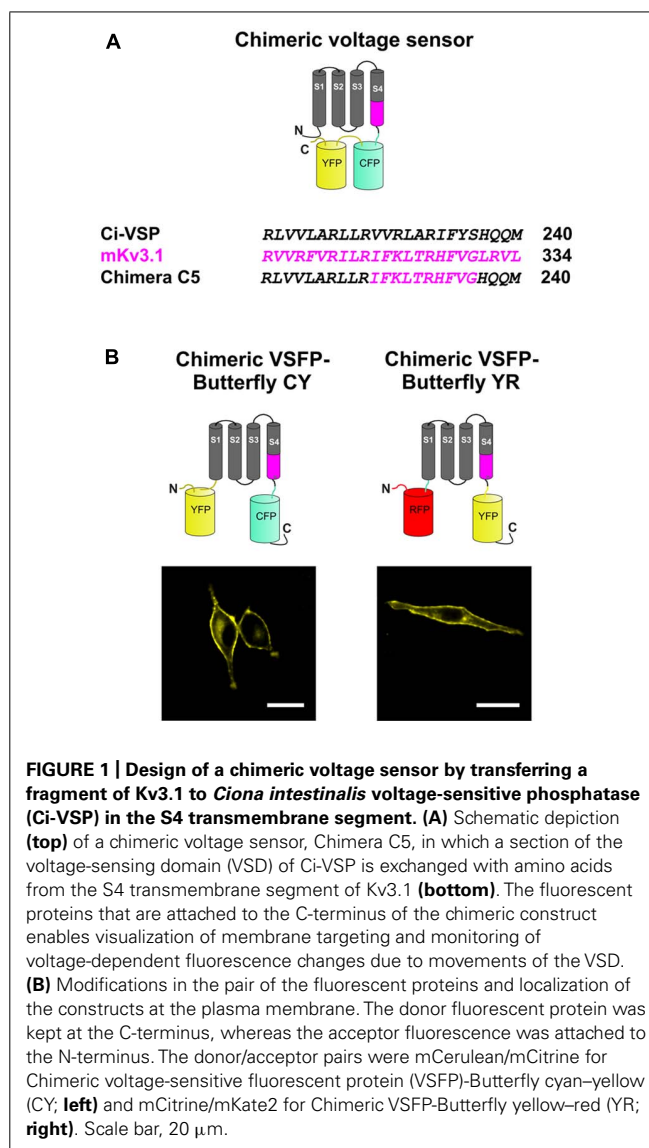 A
Chimeric voltage sensor
S1 S2 S3 S4
N
C
YFP CFP
Ci-VSP RLVVLARLLRVVRLARIFYSHQQM 240
mKv3.1 RVVRFVRILRIFKLTRHFVGLRVL 334
Chimera C5 RLVVLARLLRIFKLTRHFVGHQQM 240
B
Chimeric VSFP-
Butterfly CY
S1 S2 S3 S4
N
YFP CFP
C
Chimeric VSFP-
Butterfly YR
S1 S2 S3 S4
N
RFP YFP
C
FIGURE 1 | Design of a chimeric voltage sensor by transferring a
fragment of Kv3.1 to Ciona intestinalis voltage-sensitive phosphatase
(Ci-VSP) in the S4 transmembrane segment. (A) Schematic depiction
(top) of a chimeric voltage sensor, Chimera C5, in which a section of the
voltage-sensing domain (VSD) of Ci-VSP is exchanged with amino acids
from the S4 transmembrane segment of Kv3.1 (bottom). The fluorescent
proteins that are attached to the C-terminus of the chimeric construct
enables visualization of membrane targeting and monitoring of
voltage-dependent fluorescence changes due to movements of the VSD.
(B) Modifications in the pair of the fluorescent proteins and localization of
the constructs at the plasma membrane. The donor fluorescent protein was
kept at the C-terminus, whereas the acceptor fluorescence was attached to
the N-terminus. The donor/acceptor pairs were mCerulean/mCitrine for
Chimeric voltage-sensitive fluorescent protein (VSFP)-Butterfly cyan–yellow
(CY; left) and mCitrine/mKate2 for Chimeric VSFP-Butterfly yellow–red (YR;
right). Scale bar, 20 μm.